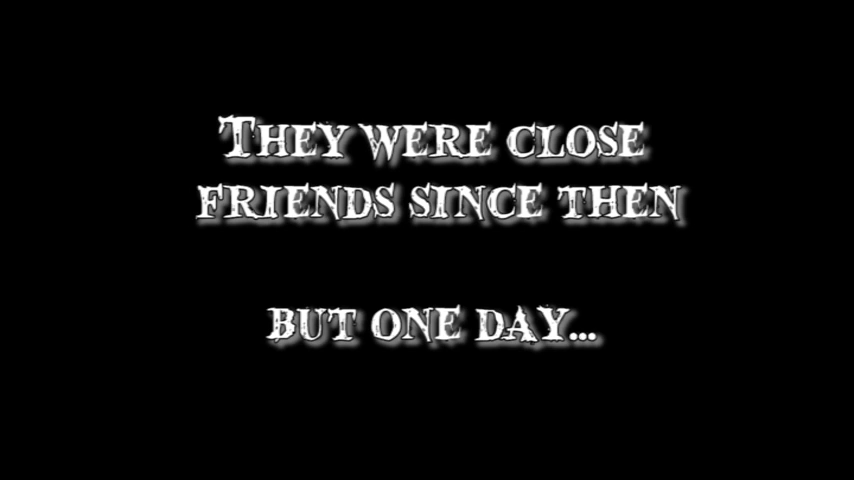 They were close
friends since then
but one day...